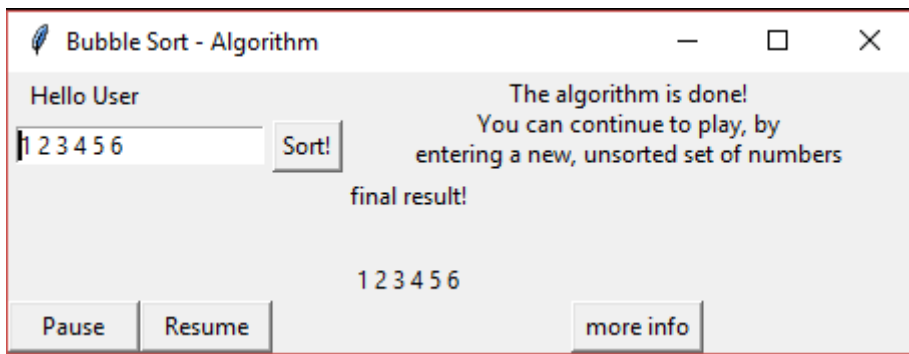 Bubble Sort - Algorithm
Hello User
The algorithm is done!
You can continue to play, by
entering a new, unsorted set of numbers
1 2 3 4 5 6
Sort!
final result!
1 2 3 4 5 6
Pause
Resume
more info